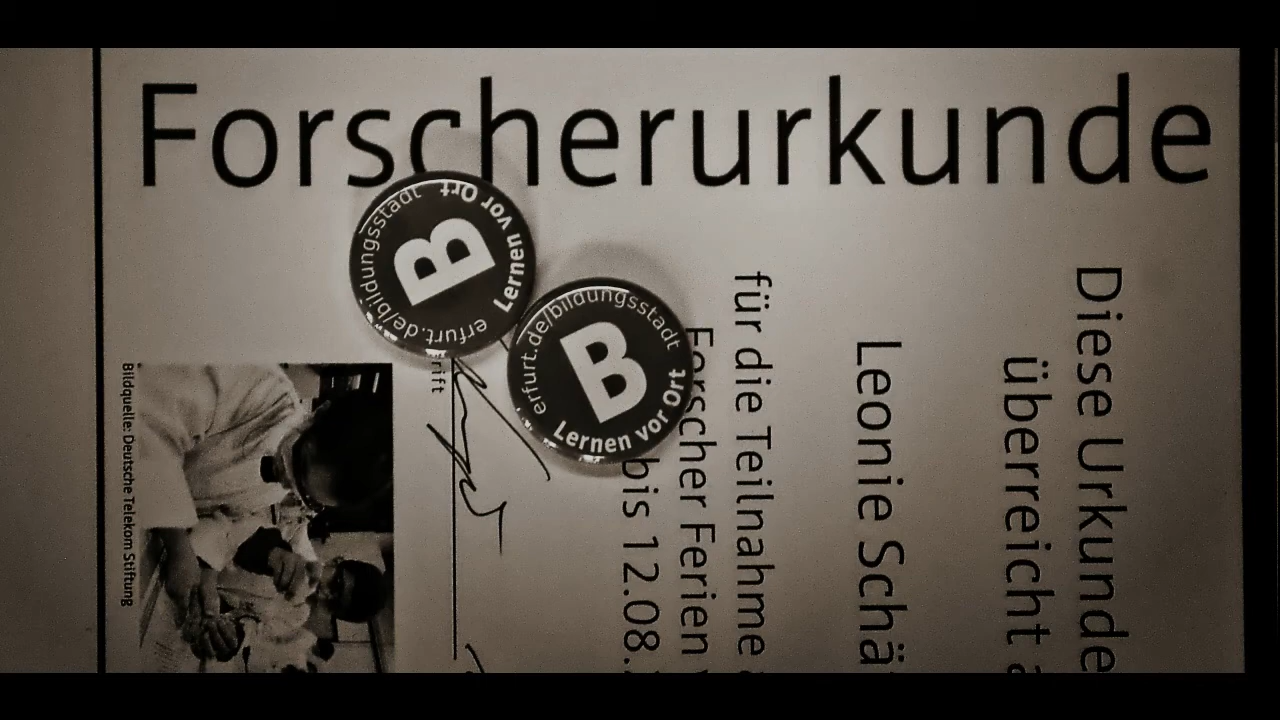 Forscherurkunde
Diese Urkunde
überreicht
Leonie Schä
für die Teilnahme
Forscher Ferien
bis 12.08.
rift
Bildquelle: Deutsche Telekom Stiftung
erfurt.de/bildungsstadt
B
Lernen vor Ort
erfurt.de/bildungsstadt
B
Lernen vor Ort